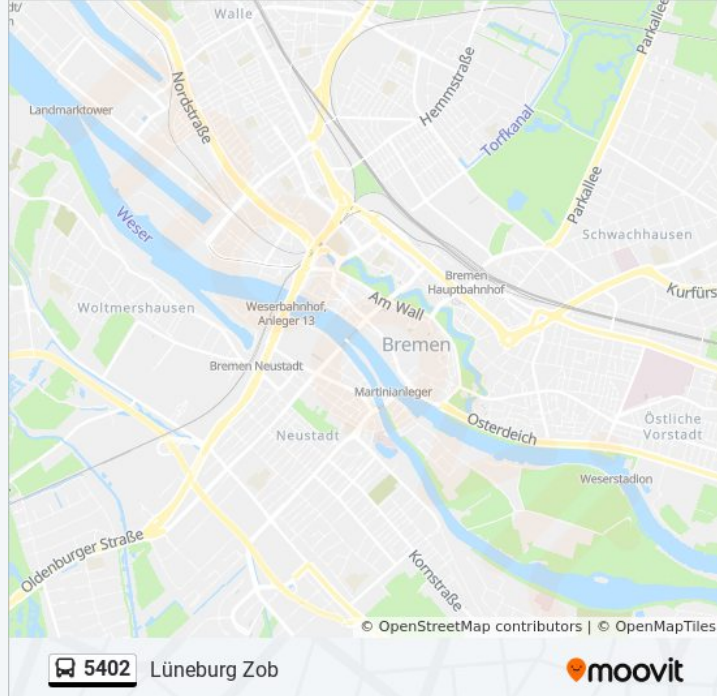 dt/
Walle
Parkallee
Hemmstraße
Nordstraße
Landmarktower
Torfkanal
Parkallee
Weser
Schwachhausen
Bremen
Hauptbahnhof
Kurfürs
Woltmershausen
Weserbahnhof,
Anleger 13
Am Wall
Bremen
Bremen Neustadt
Martinianleger
Osterdeich
Östliche
Vorstadt
Neustadt
Weserstadion
Oldenburger Straße
Kornstraße
© OpenStreetMap contributors | © OpenMapTiles
5402 Lüneburg Zob moovit